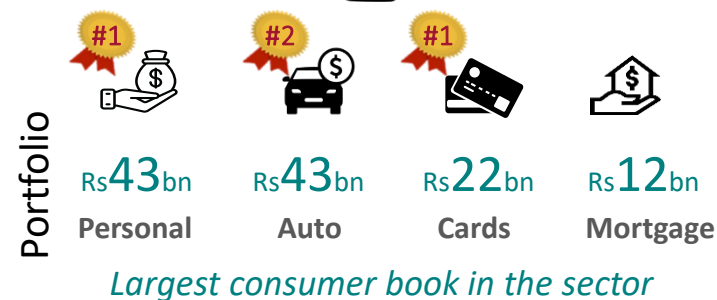 #1 #2 #1
Portfolio
Rs43bn Rs43bn Rs22bn Rs12bn
Personal Auto Cards Mortgage
Largest consumer book in the sector